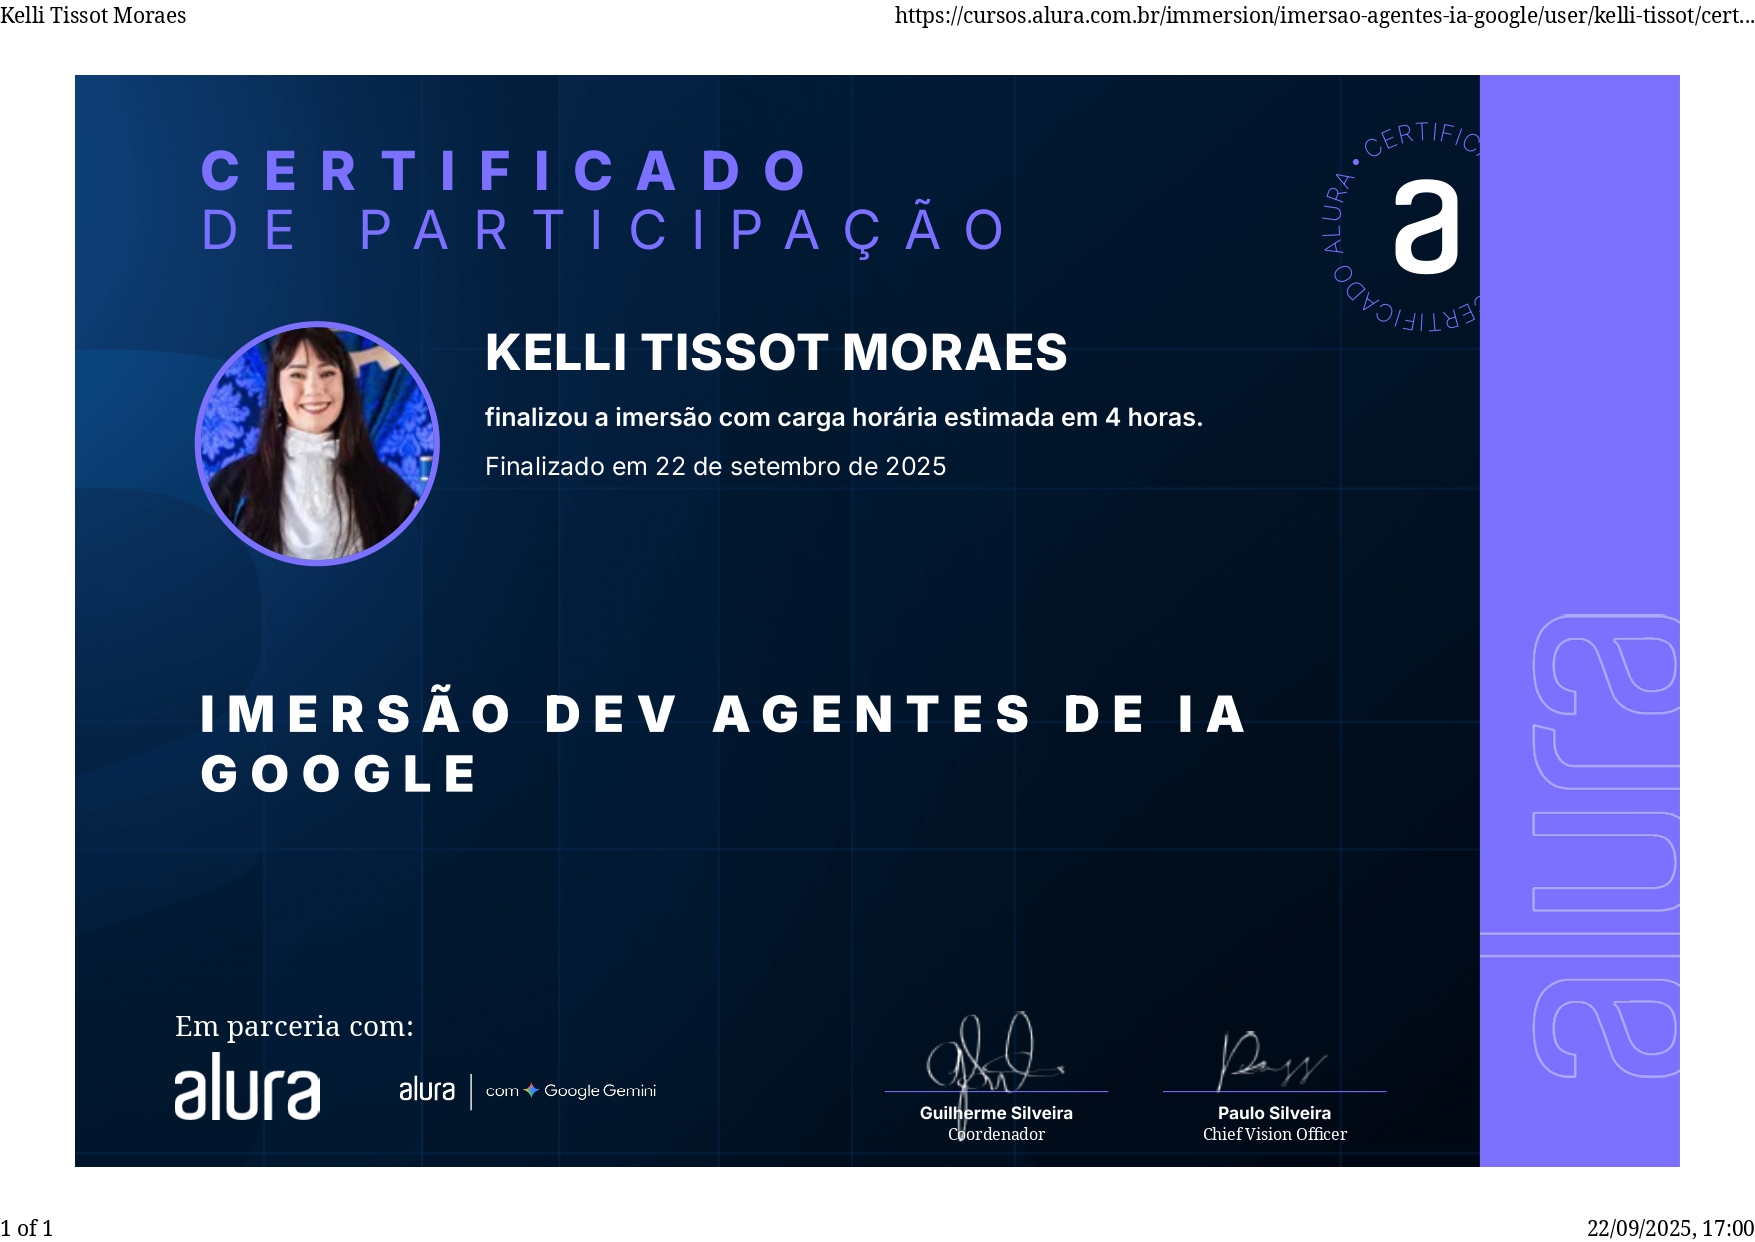 Kelli Tissot Moraes
https://cursos.alura.com.br/immersion/imersao-agentes-ia-google/user/kelli-tissot/cert...
CERTIFICADO
DE PARTICIPAÇÃO
CERTIFICADO ALURA • CERTIFIC
a
KELLI TISSOT MORAES
finalizou a imersão com carga horária estimada em 4 horas.
Finalizado em 22 de setembro de 2025
IMERSÃO DEV AGENTES DE IA
GOOGLE
alura
Em parceria com:
alura
alura | com Google Gemini
Guilherme Silveira
Coordenador
Paulo Silveira
Chief Vision Officer
1 of 1
22/09/2025, 17:00